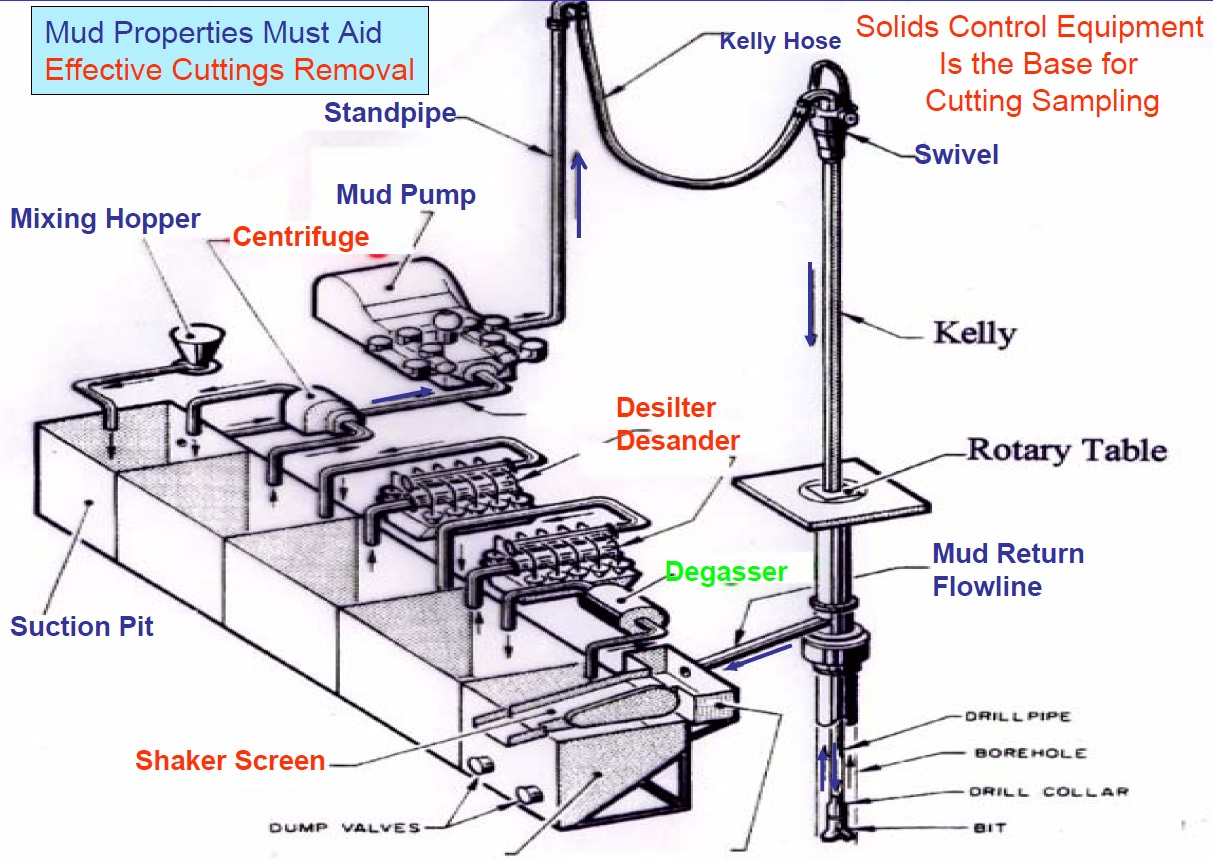 Mud Properties Must Aid
Effective Cuttings Removal
Solids Control Equipment
Is the Base for
Cutting Sampling
Kelly Hose
Standpipe
Swivel
Mud Pump
Mixing Hopper
Centrifuge
Kelly
Desilter
Desander
Rotary Table
Degasser
Mud Return
Flowline
Suction Pit
DRILLPIPE
BOREHOLE
Shaker Screen
DRILL COLLAR
DUMP VALVES
BIT